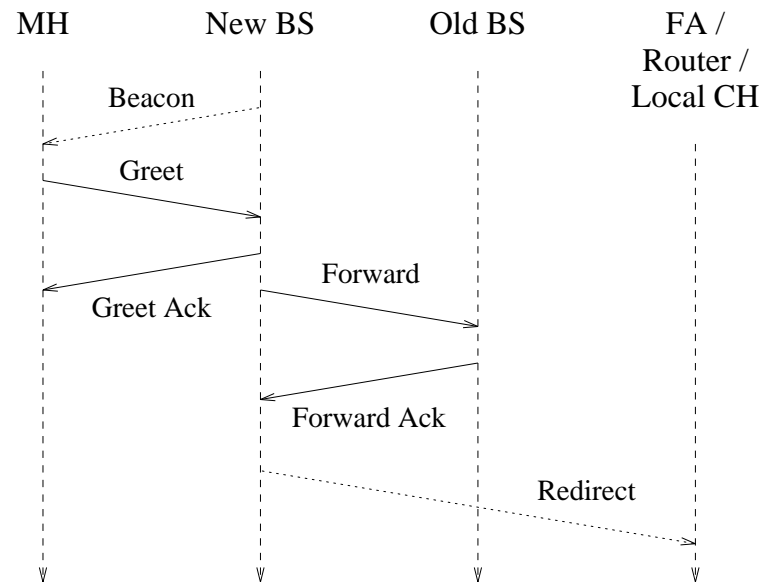 MH
New BS
Old BS
FA /
Router /
Local CH
Beacon
Greet
Greet Ack
Forward
Forward Ack
Redirect